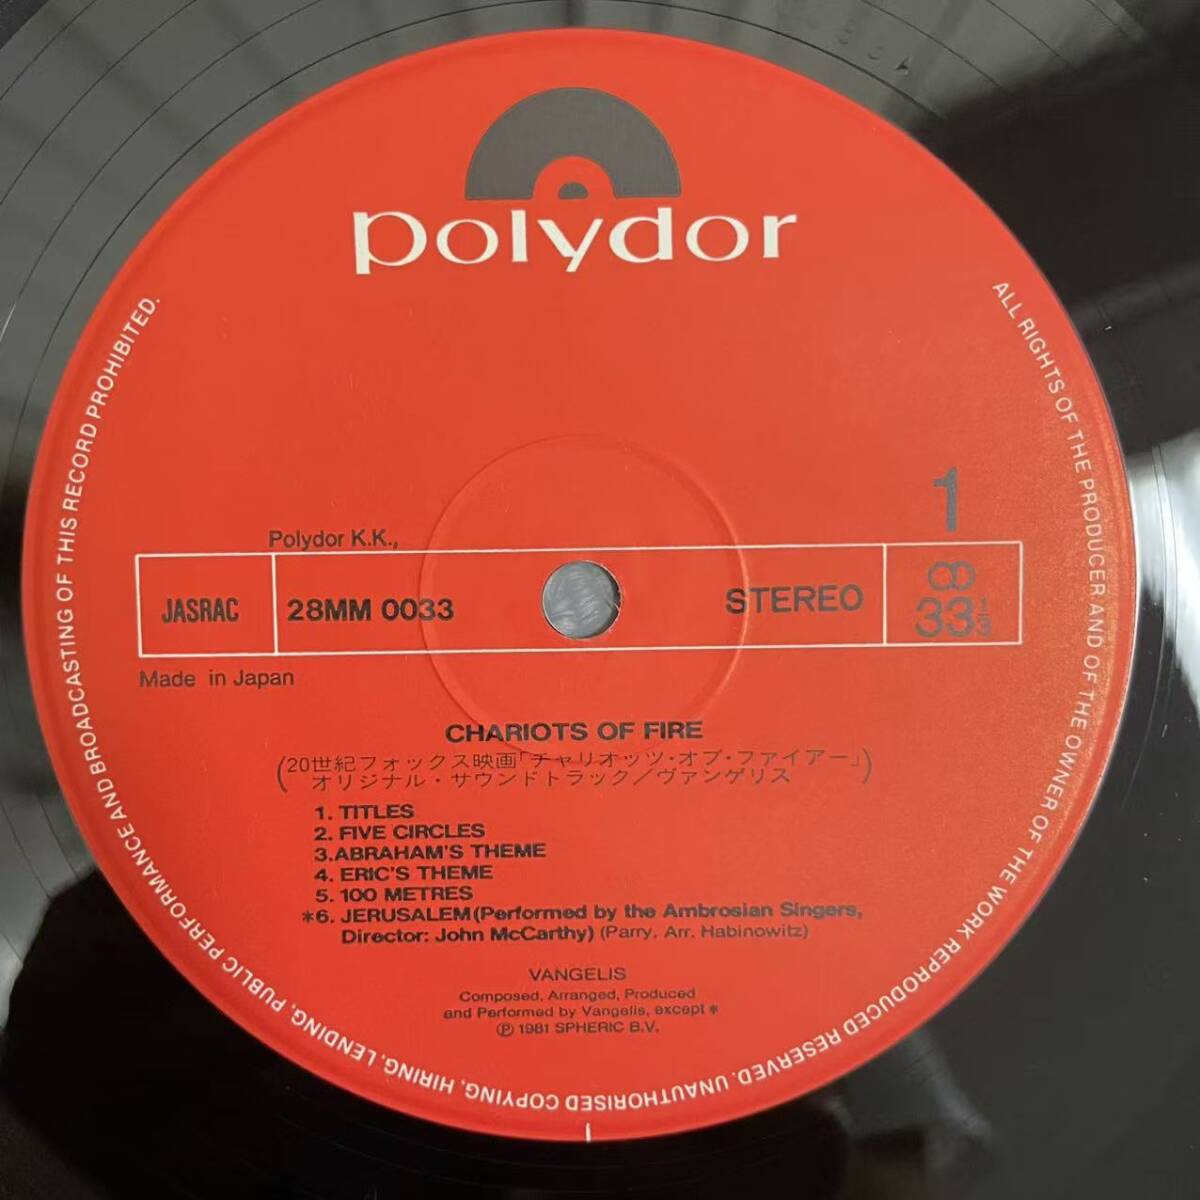 polydor
1
Polydor K.K.,
JASRAC
28MM 0033
STEREO
33 1/3
Made in Japan
CHARIOTS OF FIRE
(20世紀フォックス映画「チャリオッツ・オブ・ファイアー」
オリジナル・サウンドトラック/ヴァンゲリス)
1. TITLES
2. FIVE CIRCLES
3.ABRAHAM'S THEME
4. ERIC'S THEME
5. 100 METRES
*6. JERUSALEM(Performed by the Ambrosian Singers,
Director: John McCarthy) (Parry, Arr. Habinowitz)
VANGELIS
Composed, Arranged, Produced
and Performed by Vangelis, except *
℗ 1981 SPHERIC B.V.
ALL RIGHTS OF THE PRODUCER AND OF THE OWNER OF THE WORK REPRODUCED RESERVED. UNAUTHORISED COPYING, HIRING, LENDING, PUBLIC PERFORMANCE AND BROADCASTING OF THIS RECORD PROHIBITED.